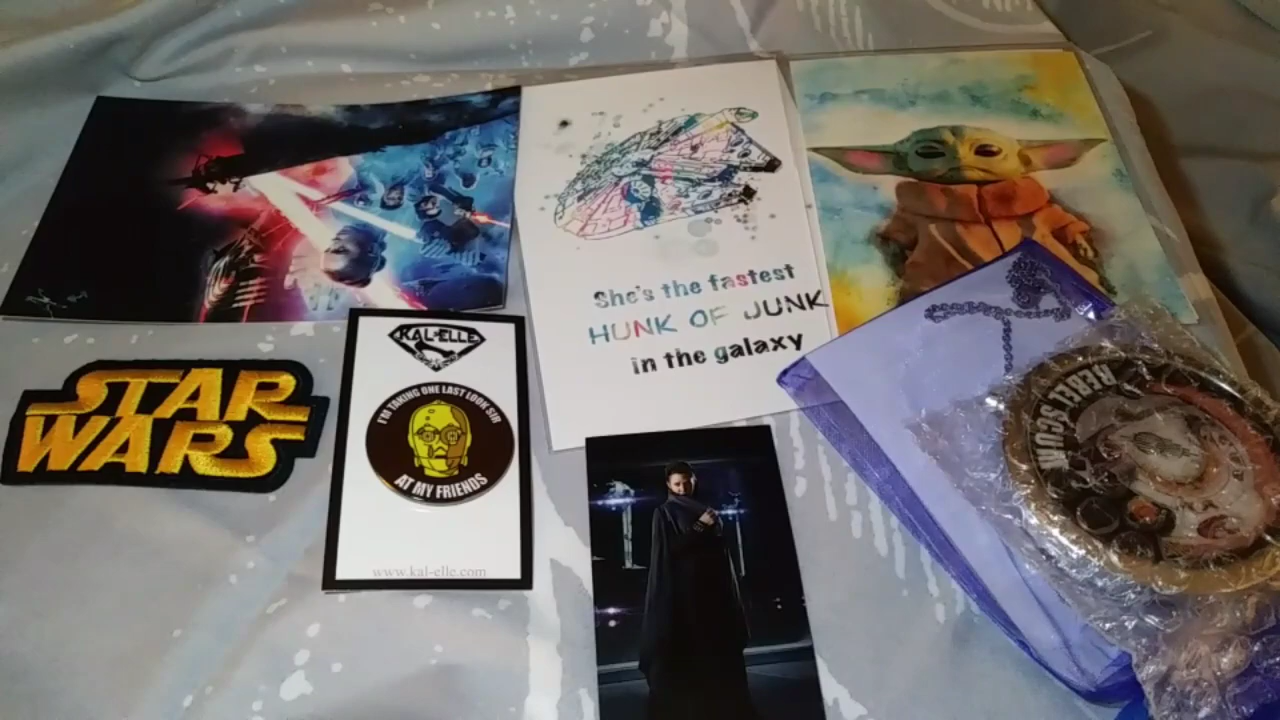 She's the fastest
HUNK OF JUNK
in the galaxy
STAR
WARS
KAL-ELLE
I'M TAKING ONE LAST LOOK SIR
AT MY FRIENDS
www.kal-elle.com
REBEL SCUM